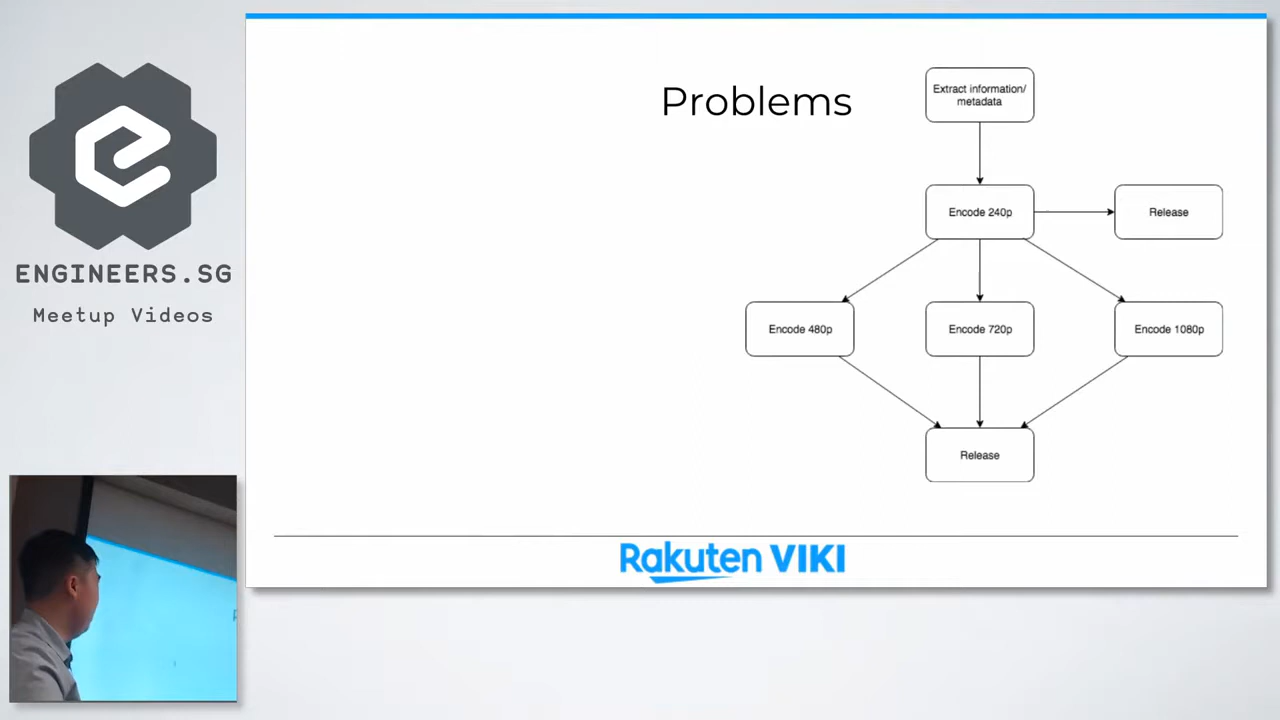 ENGINEERS.SG
Meetup Videos
Problems
Extract information/
metadata
Encode 240p
Release
Encode 480p
Encode 720p
Encode 1080p
Release
Rakuten VIKI